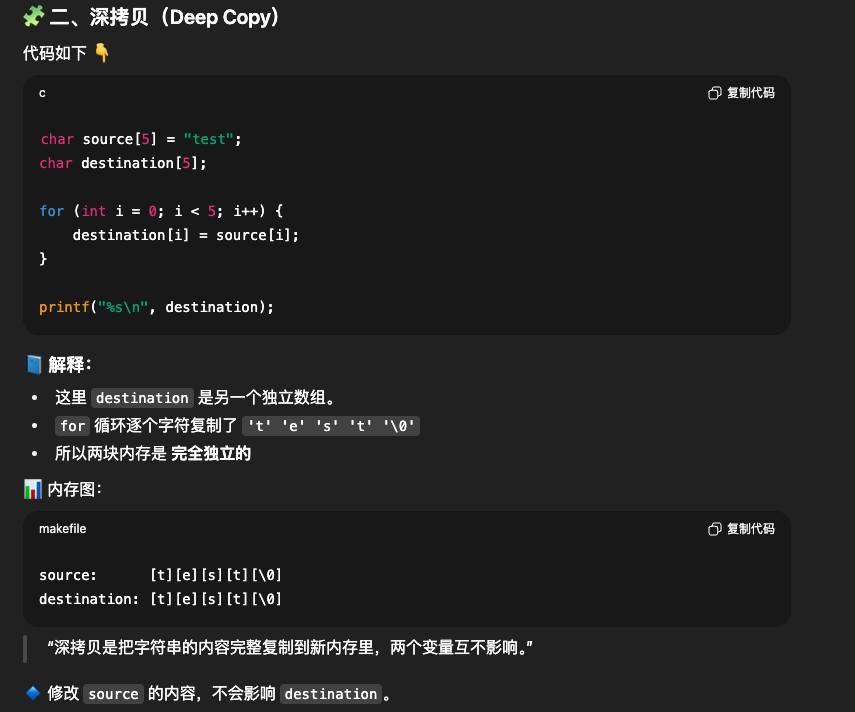 🧩 二、深拷贝（Deep Copy）
代码如下 👇
c
复制代码
char source[5] = "test";
char destination[5];
for (int i = 0; i < 5; i++) {
    destination[i] = source[i];
}
printf("%s\n", destination);
📘 解释：
• 这里 destination 是另一个独立数组。
• for 循环逐个字符复制了 't' 'e' 's' 't' '\0'
• 所以两块内存是 完全独立的
📊 内存图：
makefile
复制代码
source:      [t][e][s][t][\0]
destination: [t][e][s][t][\0]
“深拷贝是把字符串的内容完整复制到新内存里，两个变量互不影响。”
🔹 修改 source 的内容，不会影响 destination。